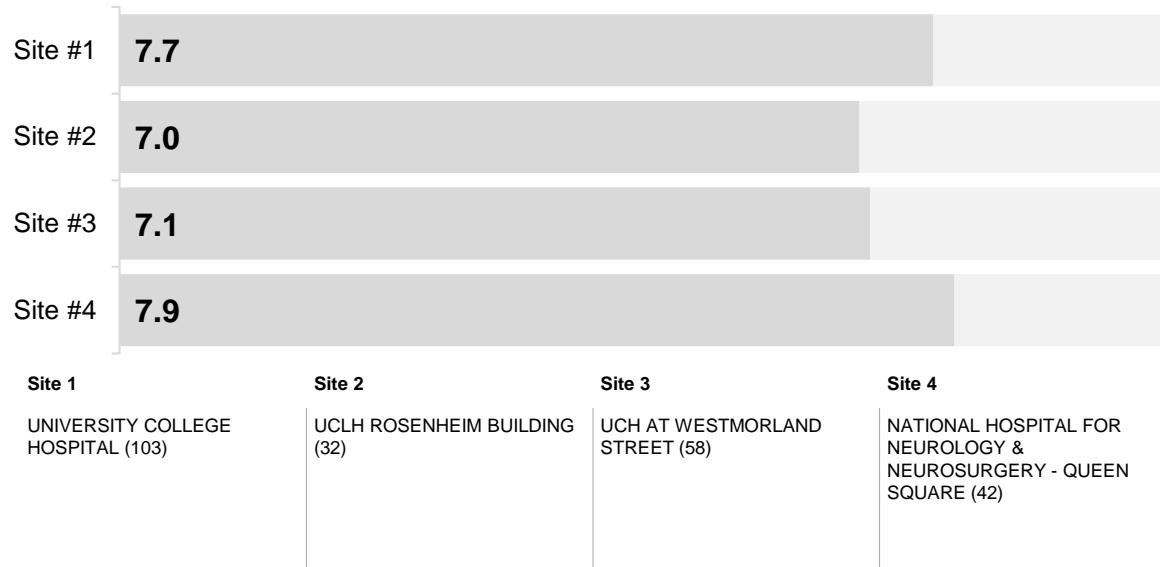 Site #1 7.7
Site #2 7.0
Site #3 7.1
Site #4 7.9
Site 1
UNIVERSITY COLLEGE
HOSPITAL (103)
Site 2
UCLH ROSENHEIM BUILDING
(32)
Site 3
UCH AT WESTMORLAND
STREET (58)
Site 4
NATIONAL HOSPITAL FOR
NEUROLOGY &
NEUROSURGERY - QUEEN
SQUARE (42)